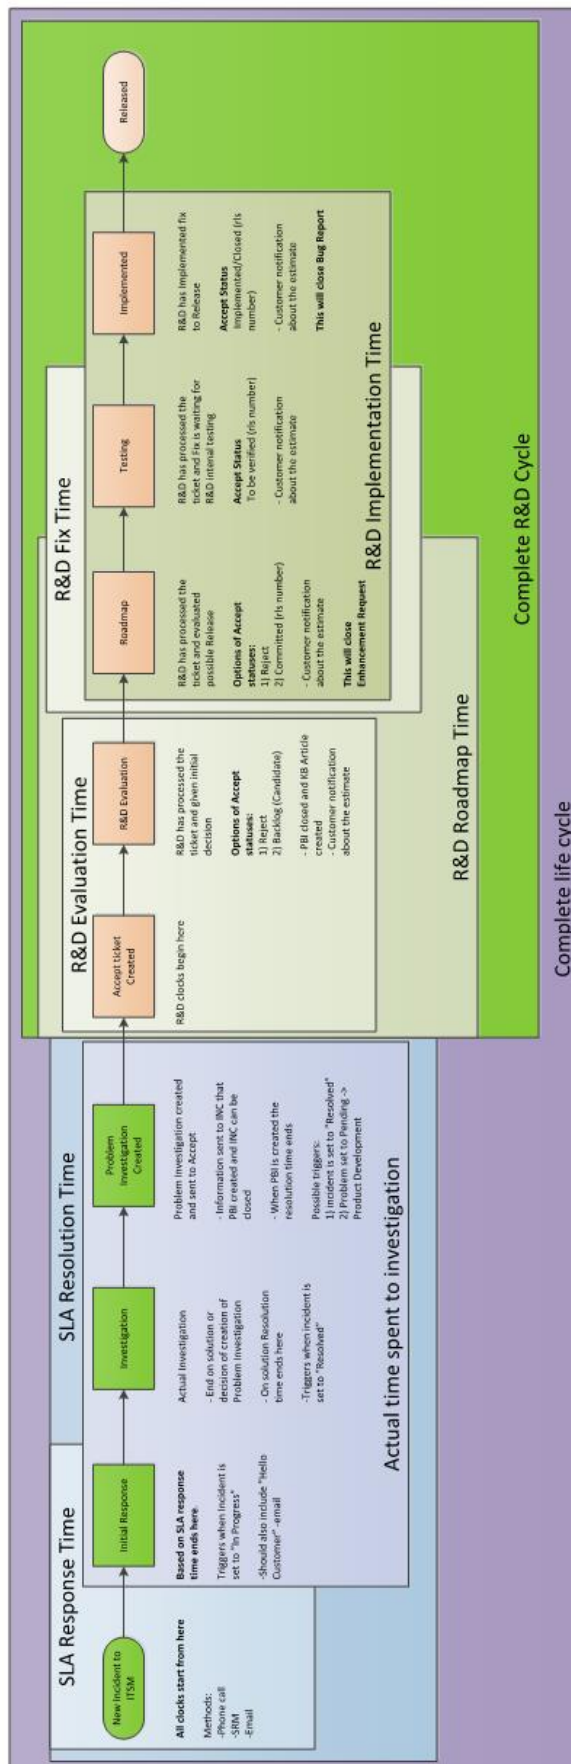 SLA Response Time
New Incident to
ITSM
All clocks start from here
Methods:
-Phone call
-SRM
-Email
Initial Response
Based on SLA response
time ends here.
Triggers when Incident is
set to "In Progress"
-Should also include "Hello
Customer" -email
SLA Resolution Time
Investigation
Actual Investigation
- End on solution or
decision of creation of
Problem Investigation
- On solution Resolution
time ends here
-Triggers when incident is
set to "Resolved"
Problem
Investigation
Created
Problem Investigation created
and sent to Accept
- Information sent to INC that
PBI created and INC can be
closed
- When PBI is created the
resolution time ends
Possible triggers:
1) Incident is set to "Resolved"
2) Problem set to Pending ->
Product Development
Actual time spent to investigation
R&D Evaluation Time
Accept ticket
Created
R&D clocks begin here
R&D Evaluation
R&D has processed the
ticket and given initial
decision
Options of Accept
statuses:
1) Reject
2) Backlog (Candidate)
- PBI closed and KB Article
created
- Customer notification
about the estimate
R&D Roadmap Time
R&D Fix Time
Roadmap
R&D has processed the
ticket and evaluated
possible Release
Options of Accept
statuses:
1) Reject
2) Committed (rls number)
- Customer notification
about the estimate
This will close
Enhancement Request
Testing
R&D has processed the
ticket and Fix is waiting for
R&D intenal testing
Accept Status
To be verified (rls number)
- Customer notification
about the estimate
Implemented
R&D has Implemented fix
to Release
Accept Status
Implemented/Closed (rls
number)
- Customer notification
about the estimate
This will close Bug Report
R&D Implementation Time
Released
Complete R&D Cycle
Complete life cycle